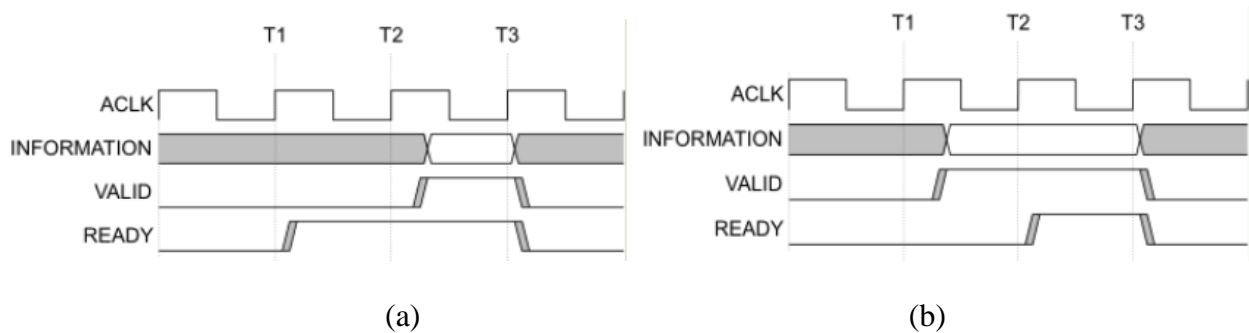 T1 T2 T3
ACLK
INFORMATION
VALID
READY
(a)
T1 T2 T3
ACLK
INFORMATION
VALID
READY
(b)